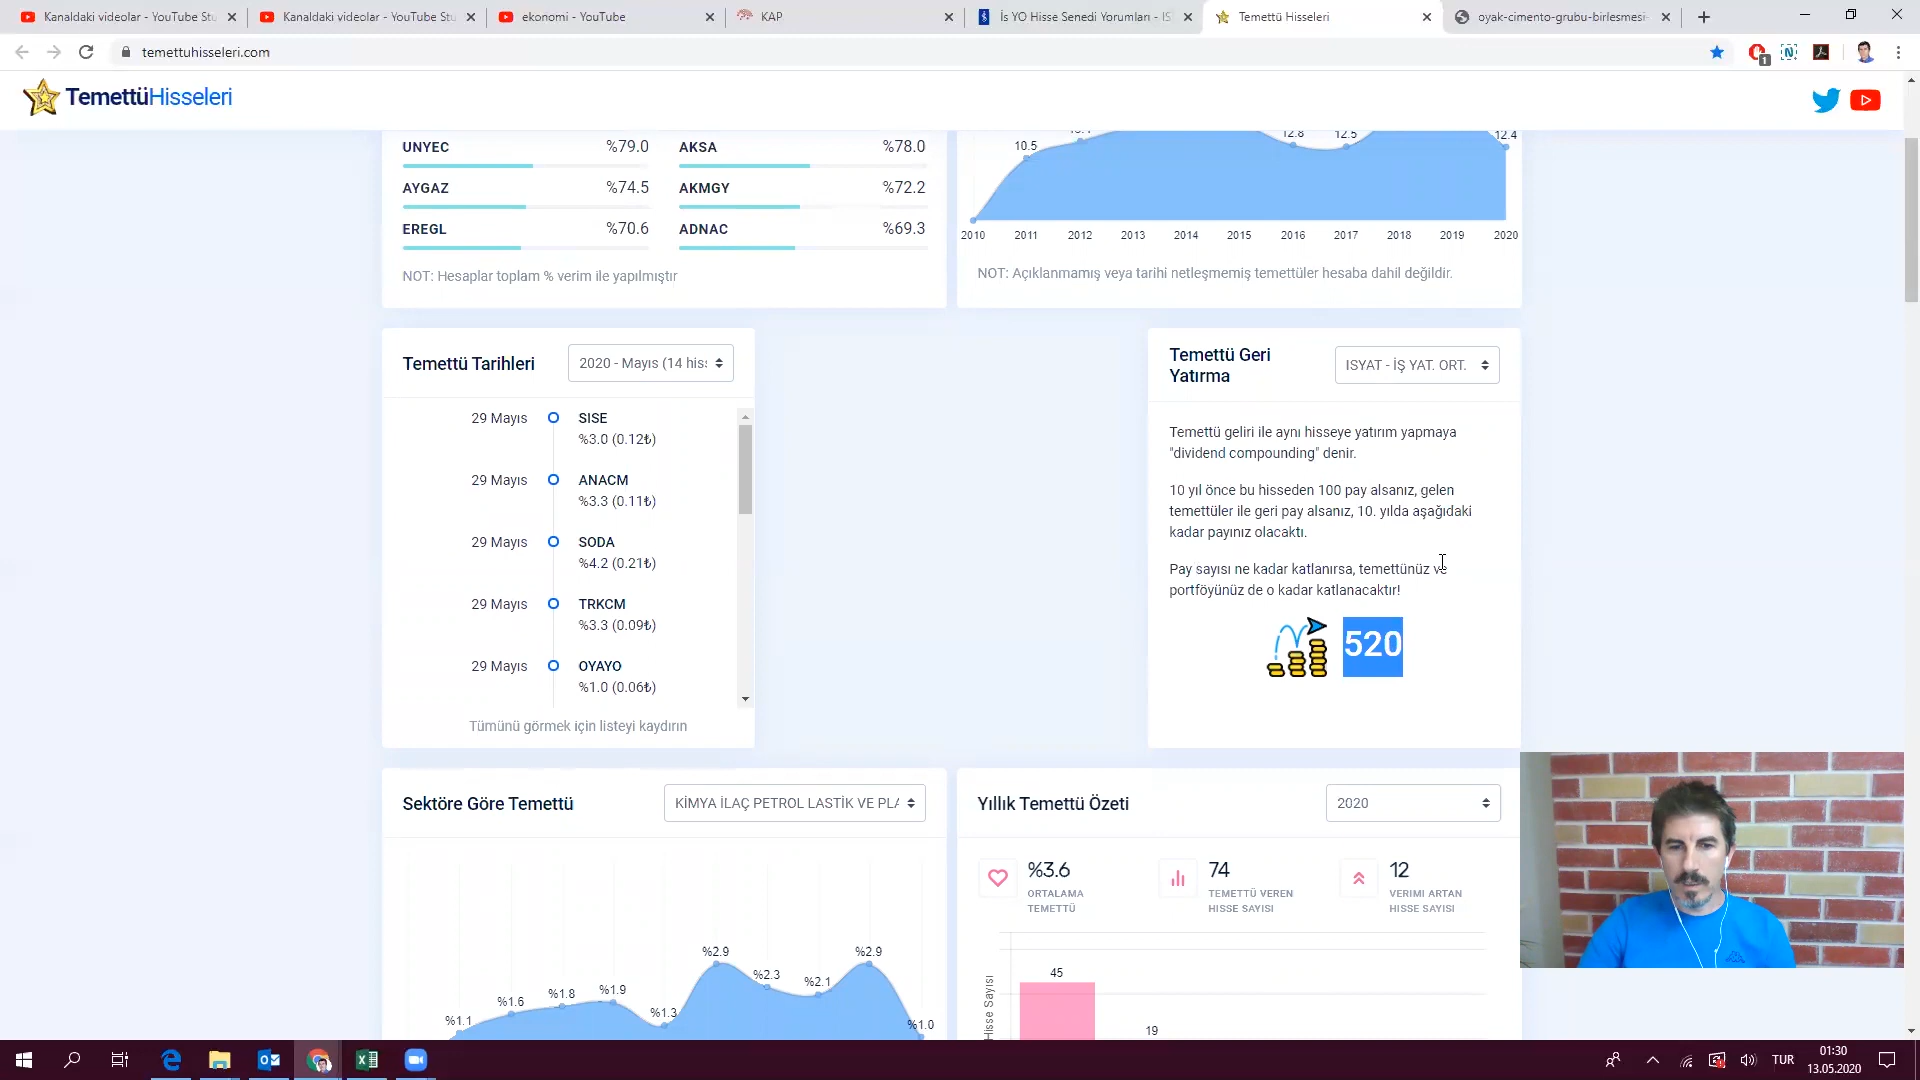 Kanaldaki videolar - YouTube Stu
Kanaldaki videolar - YouTube Stu
ekonomi - YouTube
KAP
İs YO Hisse Senedi Yorumları - IS
Temettü Hisseleri
oyak-cimento-grubu-birlesmesi-
temettuhisseleri.com
TemettüHisseleri
UNYEC %79.0
AKSA %78.0
AYGAZ %74.5
AKMGY %72.2
EREGL %70.6
ADNAC %69.3
NOT: Hesaplar toplam % verim ile yapılmıştır
10.5
12.8
12.5
12.4
2010 2011 2012 2013 2014 2015 2016 2017 2018 2019 2020
NOT: Açıklanmamış veya tarihi netleşmemiş temettüler hesaba dahil değildir.
Temettü Tarihleri
2020 - Mayıs (14 his
29 Mayıs SISE
%3.0 (0.12₺)
29 Mayıs ANACM
%3.3 (0.11₺)
29 Mayıs SODA
%4.2 (0.21₺)
29 Mayıs TRKCM
%3.3 (0.09₺)
29 Mayıs OYAYO
%1.0 (0.06₺)
Tümünü görmek için listeyi kaydırın
Temettü Geri
Yatırma
ISYAT - İŞ YAT. ORT.
Temettü geliri ile aynı hisseye yatırım yapmaya
"dividend compounding" denir.
10 yıl önce bu hisseden 100 pay alsanız, gelen
temettüler ile geri pay alsanız, 10. yılda aşağıdaki
kadar payınız olacaktı.
Pay sayısı ne kadar katlanırsa, temettünüz ve
portföyünüz de o kadar katlanacaktır!
520
Sektöre Göre Temettü
KİMYA İLAÇ PETROL LASTİK VE PLA
%1.1
%1.6
%1.8
%1.9
%1.3
%2.9
%2.3
%2.1
%2.9
%1.0
Yıllık Temettü Özeti
2020
%3.6
ORTALAMA
TEMETTÜ
74
TEMETTÜ VEREN
HISSE SAYISI
12
VERIMI ARTAN
HISSE SAYISI
Hisse Sayısı
45
19
TUR
01:30
13.05.2020